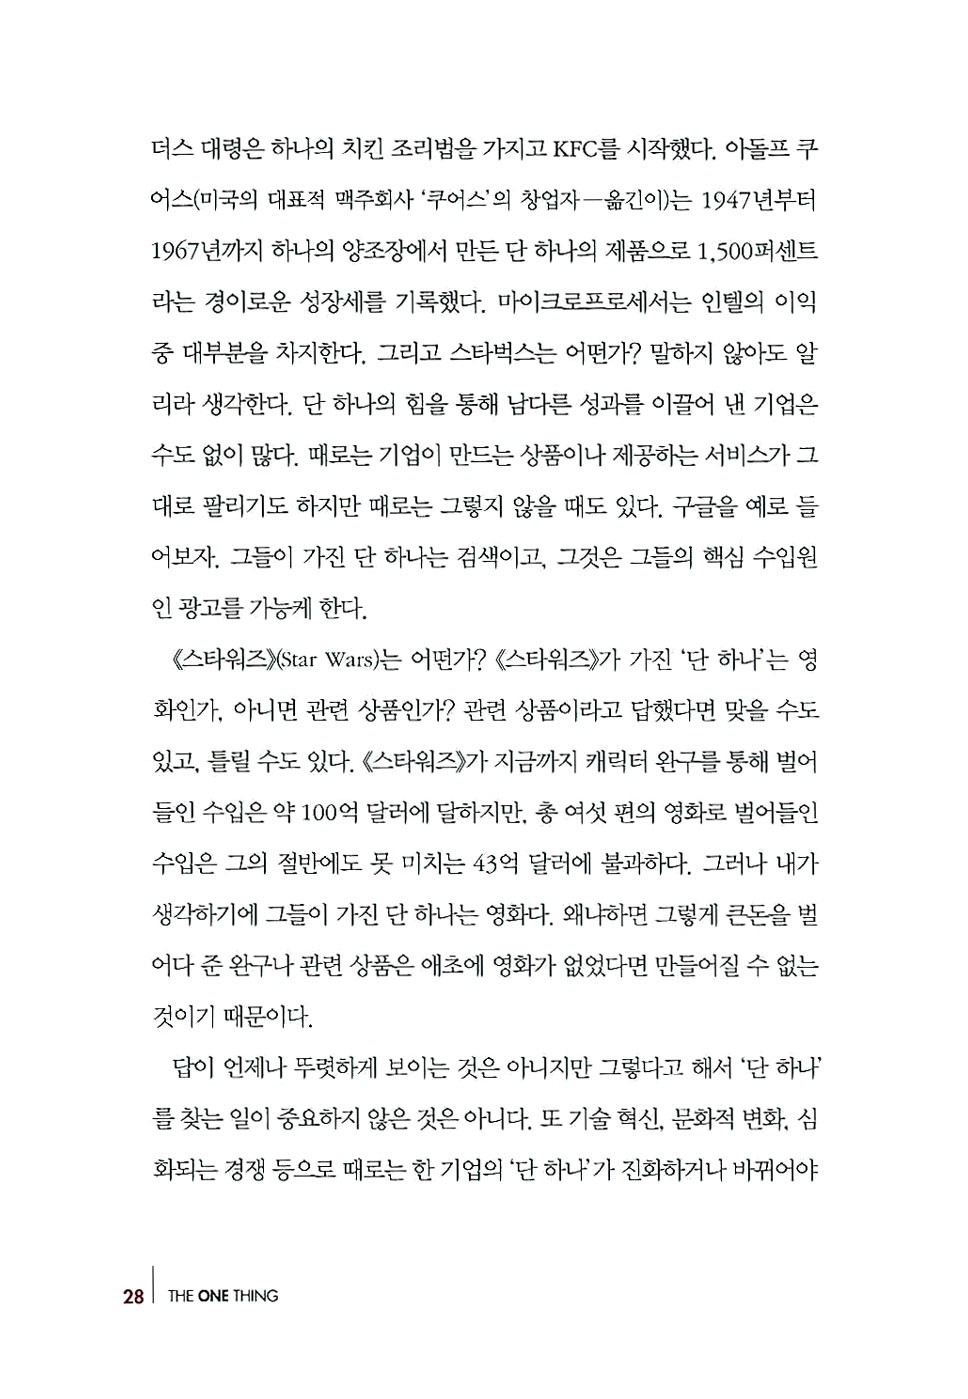 더스 대령은 하나의 치킨 조리법을 가지고 KFC를 시작했다. 아돌프 쿠
어스(미국의 대표적 맥주회사 ‘쿠어스’의 창업자—옮긴이)는 1947년부터
1967년까지 하나의 양조장에서 만든 단 하나의 제품으로 1,500퍼센트
라는 경이로운 성장세를 기록했다. 마이크로프로세서는 인텔의 이익
중 대부분을 차지한다. 그리고 스타벅스는 어떤가? 말하지 않아도 알
리라 생각한다. 단 하나의 힘을 통해 남다른 성과를 이끌어 낸 기업은
수도 없이 많다. 때로는 기업이 만드는 상품이나 제공하는 서비스가 그
대로 팔리기도 하지만 때로는 그렇지 않을 때도 있다. 구글을 예로 들
어보자. 그들이 가진 단 하나는 검색이고, 그것은 그들의 핵심 수입원
인 광고를 가능케 한다.
《스타워즈》(Star Wars)는 어떤가? 《스타워즈》가 가진 ‘단 하나’는 영
화인가, 아니면 관련 상품인가? 관련 상품이라고 답했다면 맞을 수도
있고, 틀릴 수도 있다. 《스타워즈》가 지금까지 캐릭터 완구를 통해 벌어
들인 수입은 약 100억 달러에 달하지만, 총 여섯 편의 영화로 벌어들인
수입은 그의 절반에도 못 미치는 43억 달러에 불과하다. 그러나 내가
생각하기에 그들이 가진 단 하나는 영화다. 왜냐하면 그렇게 큰돈을 벌
어다 준 완구나 관련 상품은 애초에 영화가 없었다면 만들어질 수 없는
것이기 때문이다.
답이 언제나 뚜렷하게 보이는 것은 아니지만 그렇다고 해서 ‘단 하나’
를 찾는 일이 중요하지 않은 것은 아니다. 또 기술 혁신, 문화적 변화, 심
화되는 경쟁 등으로 때로는 한 기업의 ‘단 하나’가 진화하거나 바뀌어야
28 THE ONE THING